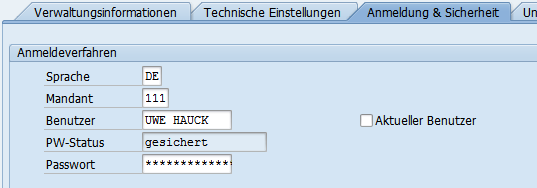 Verwaltungsinformationen Technische Einstellungen Anmeldung & Sicherheit Un
Anmeldeverfahren
Sprache DE
Mandant 111
Benutzer UWE HAUCK Aktueller Benutzer
PW-Status gesichert
Passwort *************